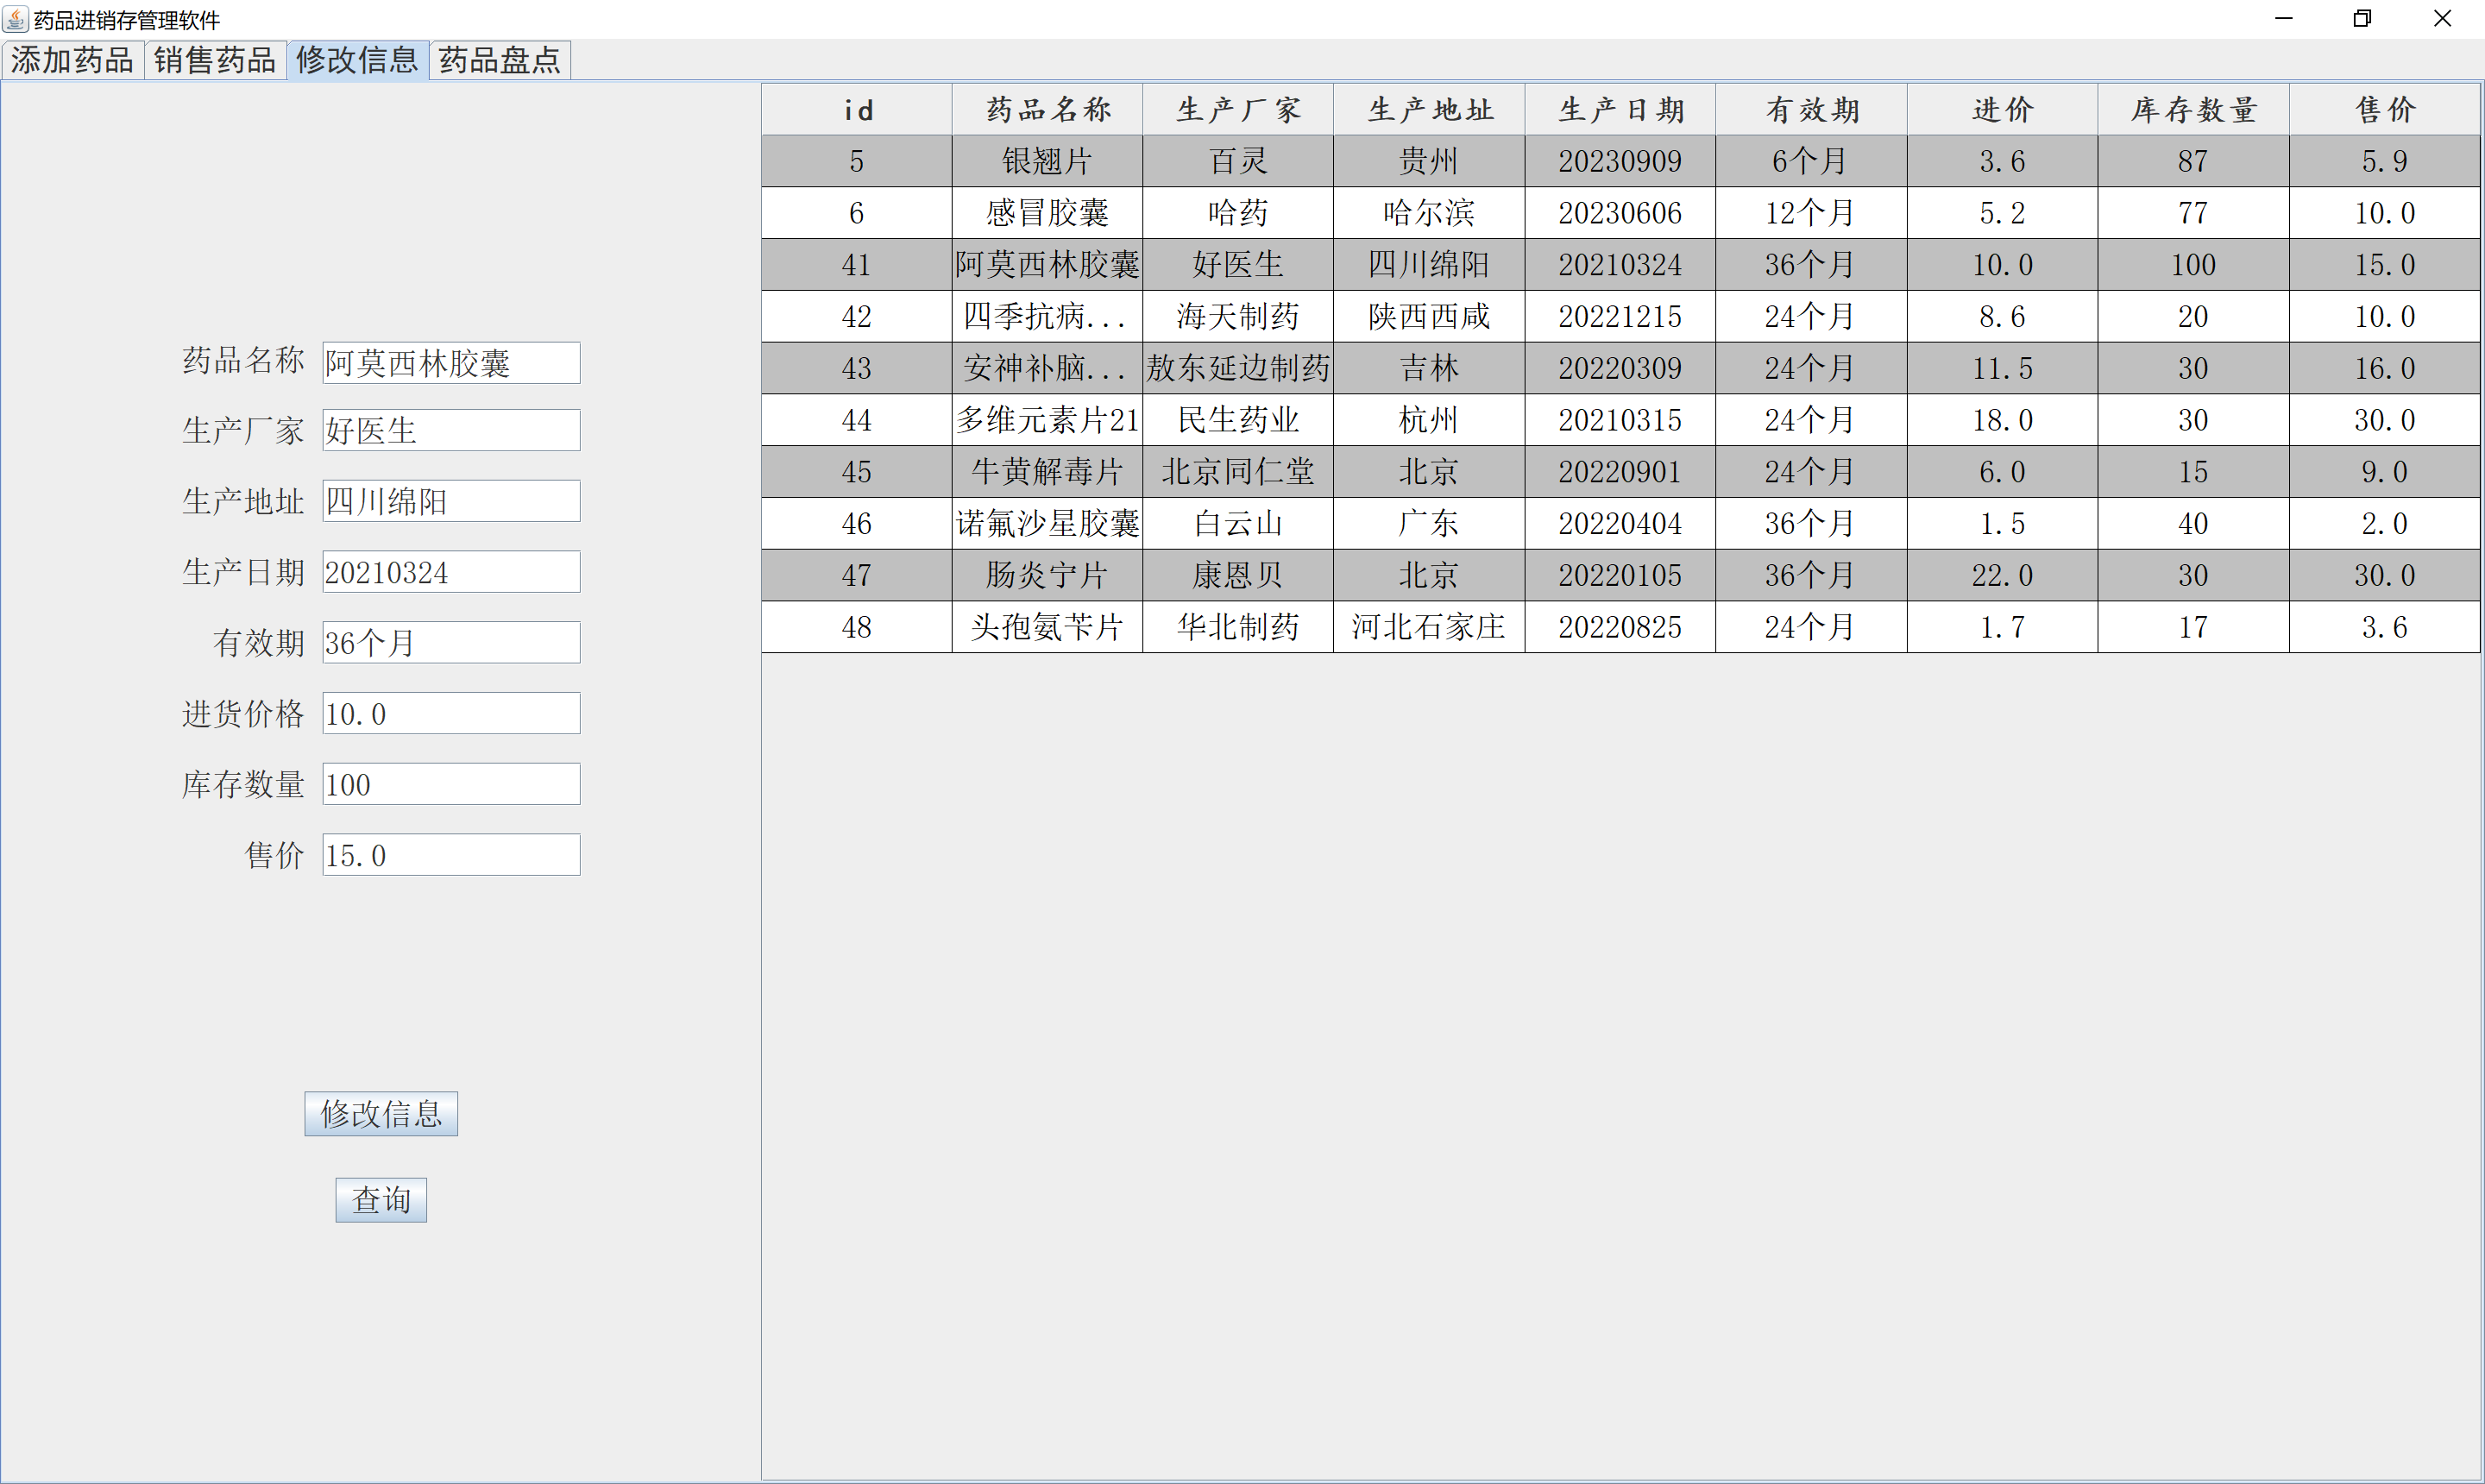 药品进销存管理软件
添加药品 销售药品 修改信息 药品盘点
药品名称 阿莫西林胶囊
生产厂家 好医生
生产地址 四川绵阳
生产日期 20210324
有效期 36个月
进货价格 10.0
库存数量 100
售价 15.0
修改信息
查询
id 药品名称 生产厂家 生产地址 生产日期 有效期 进价 库存数量 售价
5 银翘片 百灵 贵州 20230909 6个月 3.6 87 5.9
6 感冒胶囊 哈药 哈尔滨 20230606 12个月 5.2 77 10.0
41 阿莫西林胶囊 好医生 四川绵阳 20210324 36个月 10.0 100 15.0
42 四季抗病... 海天制药 陕西西咸 20221215 24个月 8.6 20 10.0
43 安神补脑... 敖东延边制药 吉林 20220309 24个月 11.5 30 16.0
44 多维元素片21 民生药业 杭州 20210315 24个月 18.0 30 30.0
45 牛黄解毒片 北京同仁堂 北京 20220901 24个月 6.0 15 9.0
46 诺氟沙星胶囊 白云山 广东 20220404 36个月 1.5 40 2.0
47 肠炎宁片 康恩贝 北京 20220105 36个月 22.0 30 30.0
48 头孢氨苄片 华北制药 河北石家庄 20220825 24个月 1.7 17 3.6